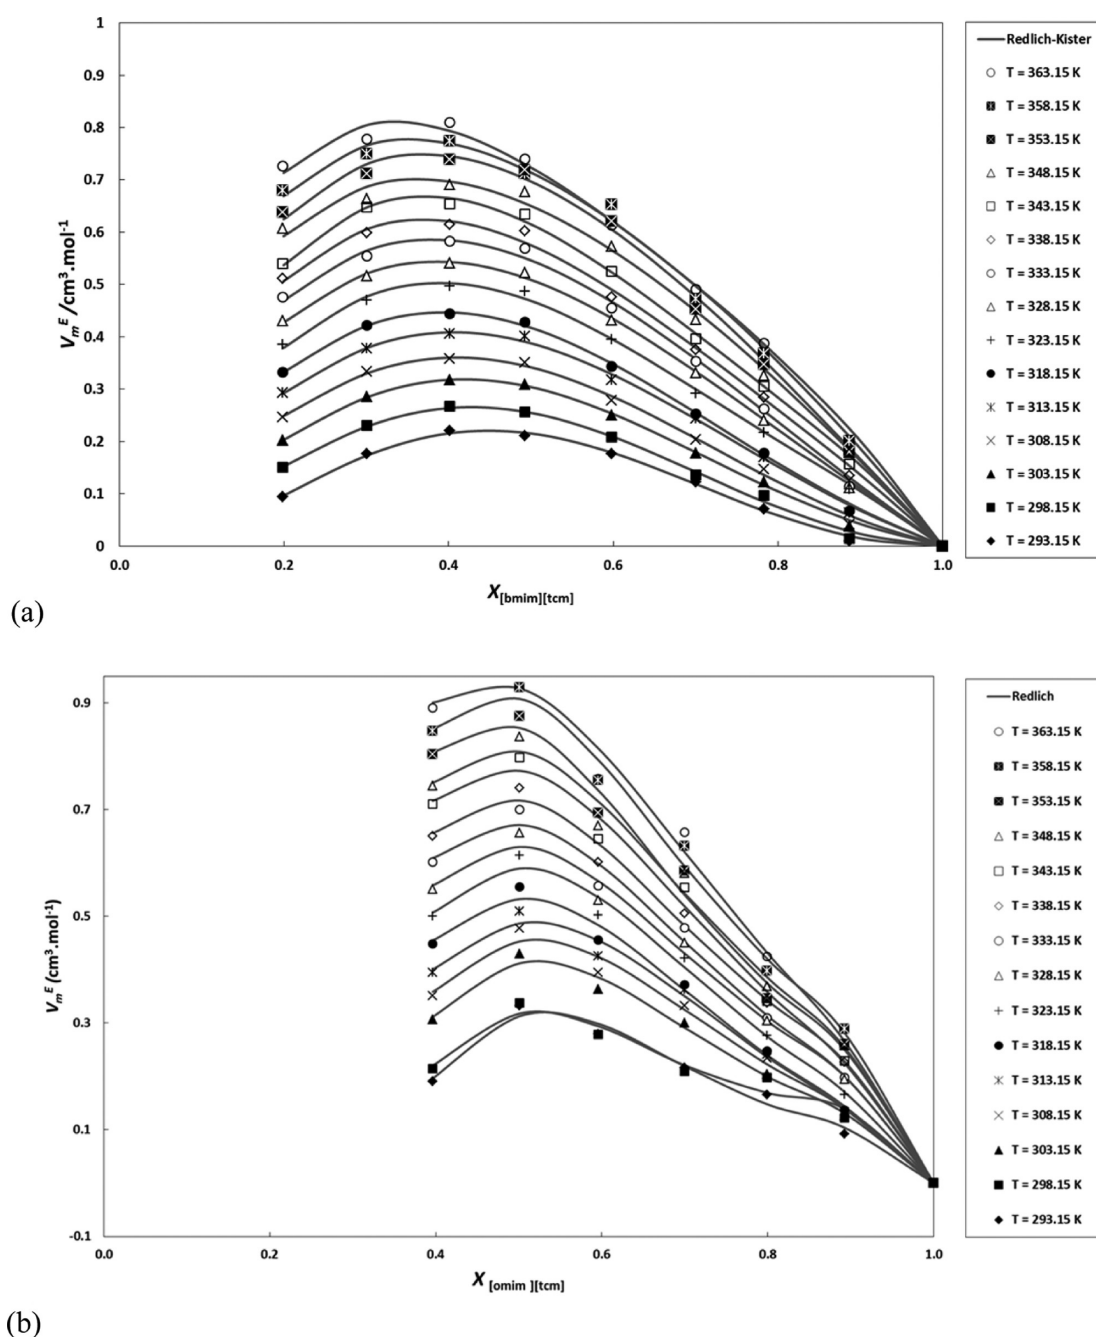 1
0.9
0.8
0.7
0.6
0.5
0.4
0.3
0.2
0.1
0
V_m^E /cm³.mol⁻¹
0.0 0.2 0.4 0.6 0.8 1.0
X[bmim][tcm]
Redlich-Kister
T = 363.15 K
T = 358.15 K
T = 353.15 K
T = 348.15 K
T = 343.15 K
T = 338.15 K
T = 333.15 K
T = 328.15 K
T = 323.15 K
T = 318.15 K
T = 313.15 K
T = 308.15 K
T = 303.15 K
T = 298.15 K
T = 293.15 K
(a)
0.9
0.7
0.5
0.3
0.1
-0.1
V_m^E (cm³.mol⁻¹)
0.0 0.2 0.4 0.6 0.8 1.0
X [omim ][tcm]
Redlich
T = 363.15 K
T = 358.15 K
T = 353.15 K
T = 348.15 K
T = 343.15 K
T = 338.15 K
T = 333.15 K
T = 328.15 K
T = 323.15 K
T = 318.15 K
T = 313.15 K
T = 308.15 K
T = 303.15 K
T = 298.15 K
T = 293.15 K
(b)